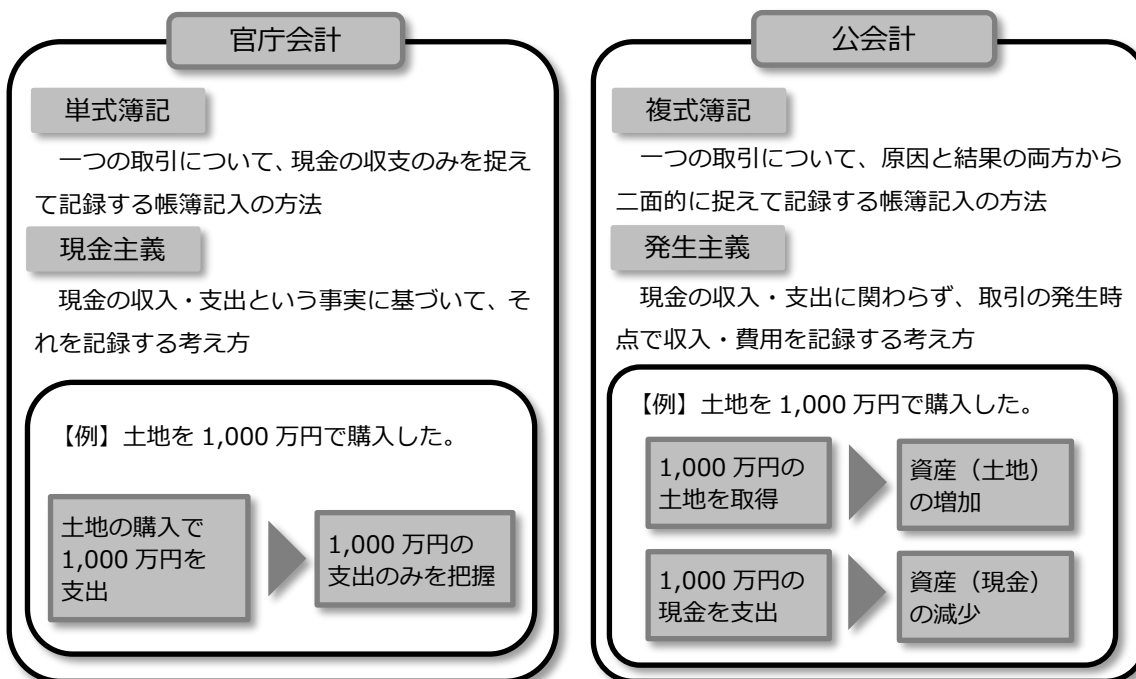 官庁会計
単式簿記
一つの取引について、現金の収支のみを捉え
て記録する帳簿記入の方法
現金主義
現金の収入・支出という事実に基づいて、そ
れを記録する考え方
【例】土地を 1,000 万円で購入した。
土地の購入で
1,000 万円を
支出
1,000 万円の
支出のみを把握
公会計
複式簿記
一つの取引について、原因と結果の両方から
二面的に捉えて記録する帳簿記入の方法
発生主義
現金の収入・支出に関わらず、取引の発生時
点で収入・費用を記録する考え方
【例】土地を 1,000 万円で購入した。
1,000 万円の
土地を取得
資産（土地）
の増加
1,000 万円の
現金を支出
資産（現金）
の減少